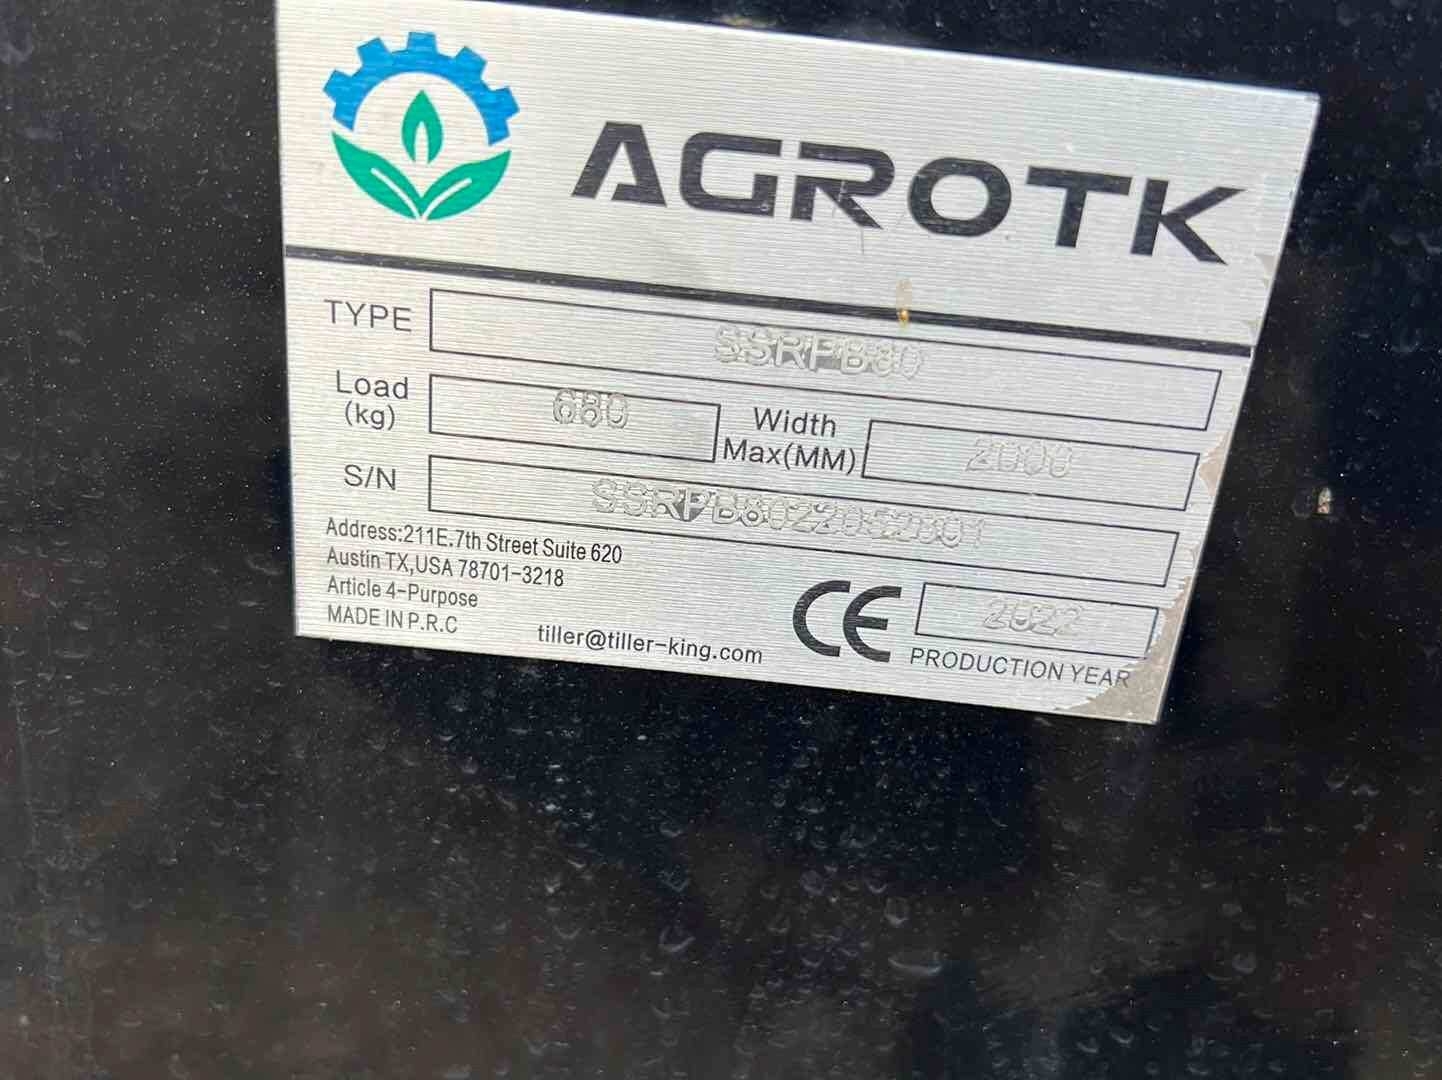 AGROTK
TYPE SSRPB80
Load (kg) 680 Width Max(MM) 2000
S/N SSRPB8022052001
Address:211E.7th Street Suite 620
Austin TX,USA 78701-3218
Article 4-Purpose
MADE IN P.R.C
tiller@tiller-king.com
CE 2022
PRODUCTION YEAR